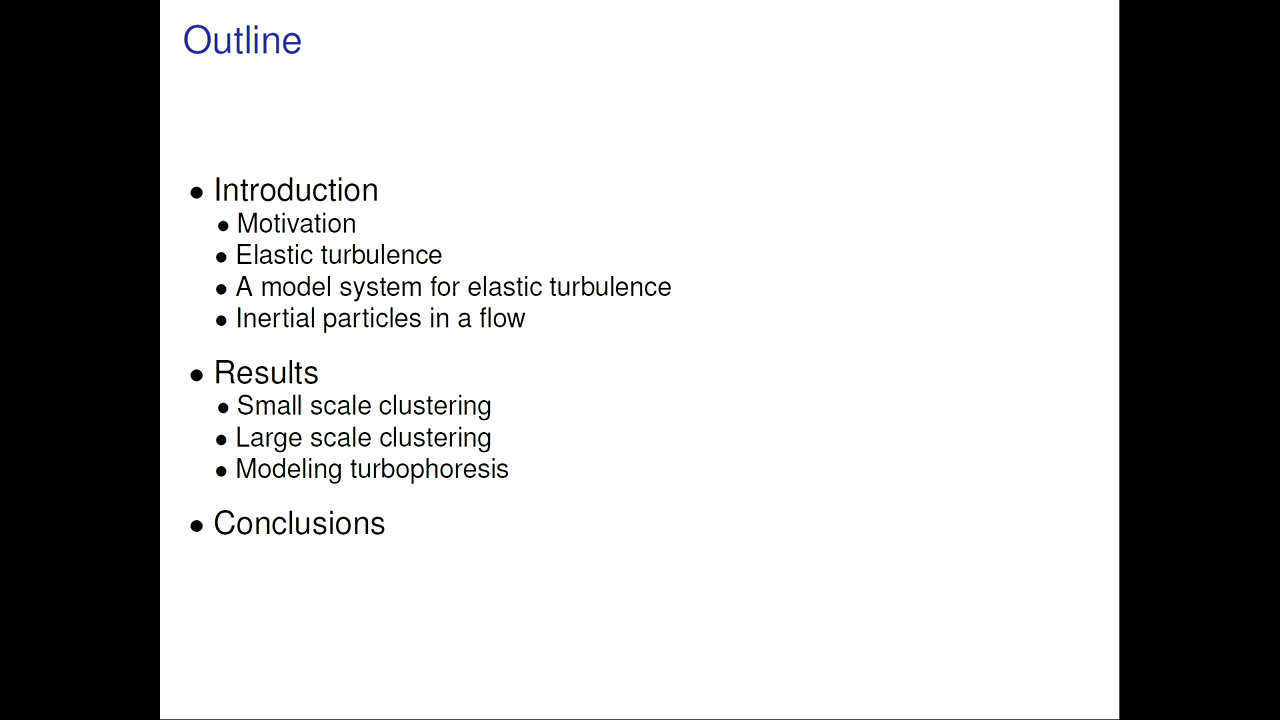 Outline
• Introduction
• Motivation
• Elastic turbulence
• A model system for elastic turbulence
• Inertial particles in a flow
• Results
• Small scale clustering
• Large scale clustering
• Modeling turbophoresis
• Conclusions